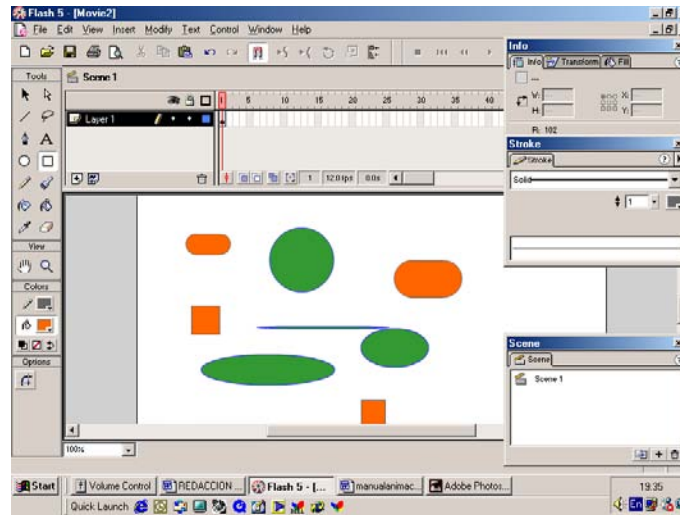 Flash 5 - [Movie2]
File Edit View Insert Modify Text Control Window Help
Tools
Scene 1
1 5 10 15 20 25 30 35 40
Layer 1
1 12.0 fps 0.0s
View
Colors
Options
100%
Info
Info Transform Fill
W: X:
H: Y:
R: 102
Stroke
Stroke
Solid
1
Scene
Scene
Scene 1
Start Volume Control REDACCION ... Flash 5 - [... manualanimac... Adobe Photos... 19:35
Quick Launch En